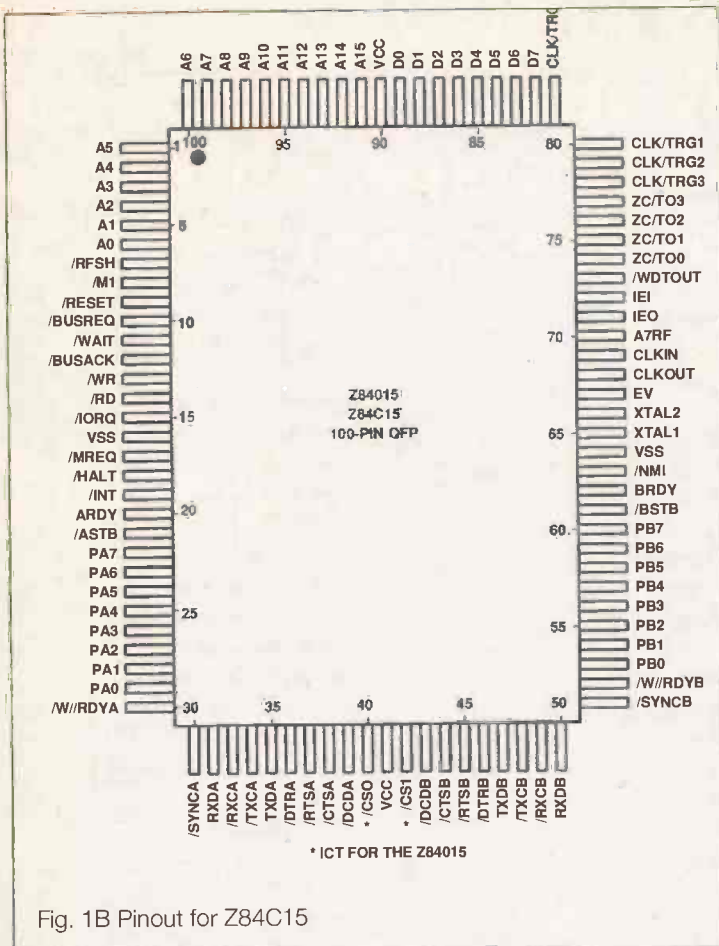 A6
A7
A8
A9
A10
A11
A12
A13
A14
A15
VCC
D0
D1
D2
D3
D4
D5
D6
D7
100
95
90
85
80
A5
1
A4
A3
A2
A1
5
A0
/RFSH
/M1
/RESET
/BUSREQ
10
/WAIT
/BUSACK
/WR
/RD
/IORQ
15
VSS
/MREQ
/HALT
/INT
ARDY
20
/ASTB
PA7
PA6
PA5
PA4
25
PA3
PA2
PA1
PA0
/W//RDYA
30
Z84015
Z84C15
100-PIN QFP
CLK/TRG1
CLK/TRG2
CLK/TRG3
ZC/TO3
ZC/TO2
ZC/TO1
75
ZC/TO0
/WDTOUT
IEI
IEO
A7RF
70
CLKIN
CLKOUT
EV
XTAL2
XTAL1
65
VSS
/NMI
BRDY
/BSTB
PB7
60
PB6
PB5
PB4
PB3
PB2
55
PB1
PB0
/W//RDYB
/SYNCB
35
40
45
50
/SYNCA
RXDA
/RXCA
/TXCA
TXDA
/DTRA
/RTSA
/CTSA
/DCDA
* /CSO
VCC
* /CS1
/DCDB
/CTSB
/RTSB
/DTRB
TXDB
/TXCB
/RXCB
RXDB
* ICT FOR THE Z84015
Fig. 1B Pinout for Z84C15